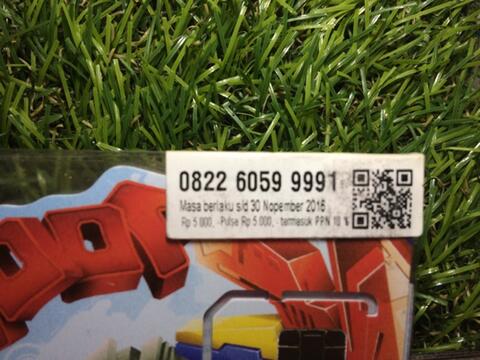 0822 6059 9991
Masa berlaku s/d 30 Nopember 2016
Rp 5.000,- Pulsa Rp 5.000,- termasuk PPN 10 %